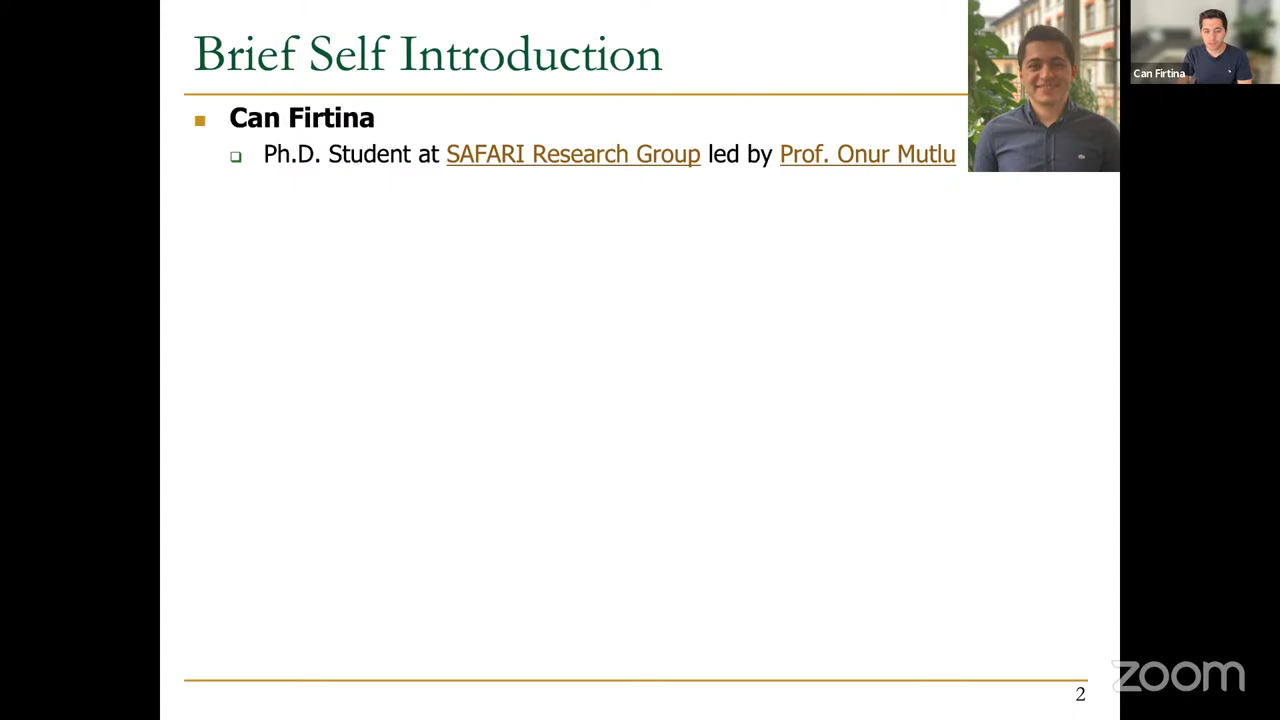 Brief Self Introduction
Can Firtina
Ph.D. Student at SAFARI Research Group led by Prof. Onur Mutlu
Can Firtina
2
zoom